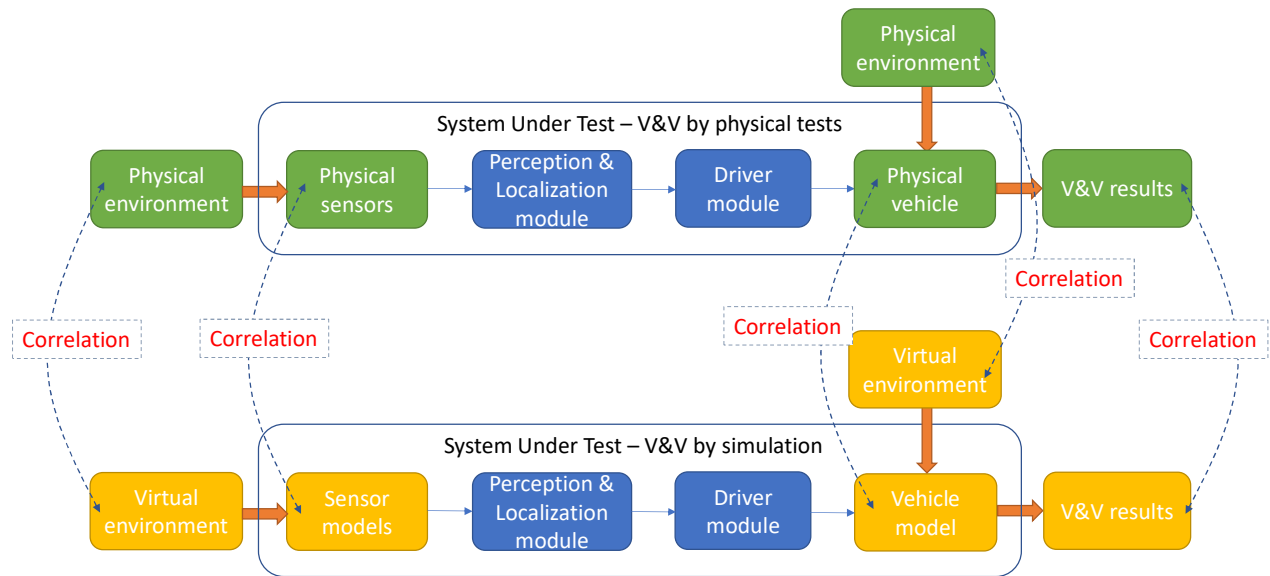 Physical
environment
System Under Test – V&V by physical tests
Physical
environment
Physical
sensors
Perception &
Localization
module
Driver
module
Physical
vehicle
V&V results
Correlation
Correlation
Correlation
Correlation
Correlation
Virtual
environment
System Under Test – V&V by simulation
Virtual
environment
Sensor
models
Perception &
Localization
module
Driver
module
Vehicle
model
V&V results